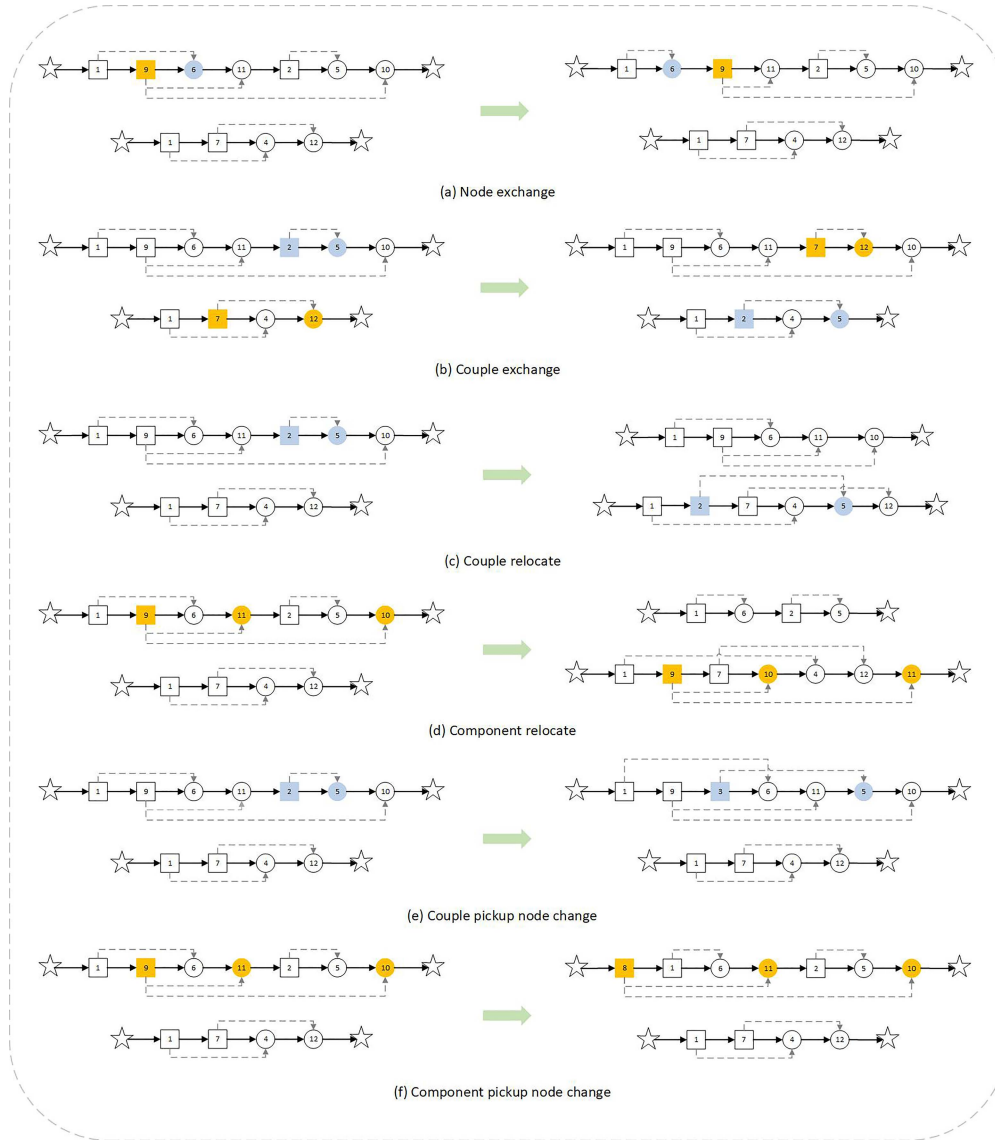 1 9 6 11 2 5 10
1 6 9 11 2 5 10
1 7 4 12
1 7 4 12
(a) Node exchange
1 9 6 11 2 5 10
1 9 6 11 7 12 10
1 7 4 12
1 2 4 5
(b) Couple exchange
1 9 6 11 2 5 10
1 9 6 11 10
1 7 4 12
1 2 7 4 5 12
(c) Couple relocate
1 9 6 11 2 5 10
1 6 2 5
1 7 4 12
1 9 7 10 4 12 11
(d) Component relocate
1 9 6 11 2 5 10
1 9 3 6 11 5 10
1 7 4 12
1 7 4 12
(e) Couple pickup node change
1 9 6 11 2 5 10
8 1 6 11 2 5 10
1 7 4 12
1 7 4 12
(f) Component pickup node change